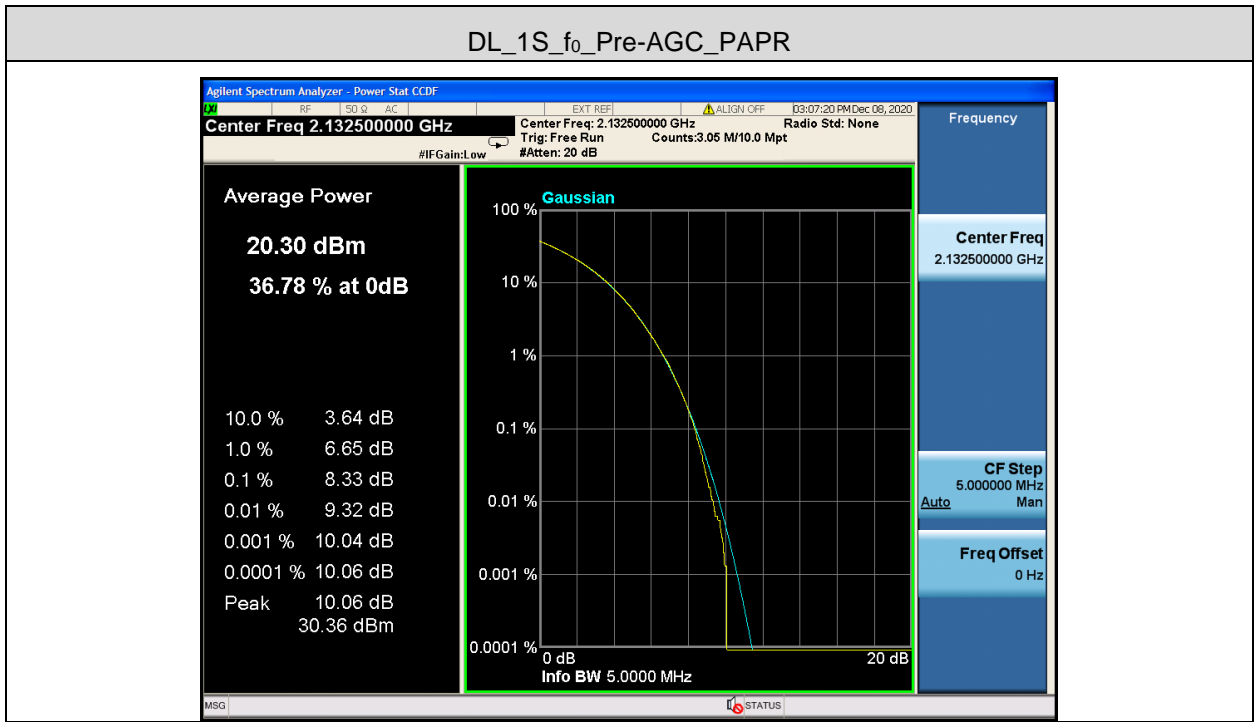 DL_1S_f0_Pre-AGC_PAPR
Agilent Spectrum Analyzer - Power Stat CCDF
LXI RF 50 Ω AC EXT REF ALIGN OFF 03:07:20 PM Dec 08, 2020
Center Freq 2.132500000 GHz
Center Freq: 2.132500000 GHz Radio Std: None
Trig: Free Run Counts:3.05 M/10.0 Mpt
#IFGain:Low #Atten: 20 dB
Frequency
Average Power
20.30 dBm
36.78 % at 0dB
10.0 % 3.64 dB
1.0 % 6.65 dB
0.1 % 8.33 dB
0.01 % 9.32 dB
0.001 % 10.04 dB
0.0001 % 10.06 dB
Peak 10.06 dB
30.36 dBm
Gaussian
100 %
10 %
1 %
0.1 %
0.01 %
0.001 %
0.0001 %
0 dB 20 dB
Info BW 5.0000 MHz
Center Freq
2.132500000 GHz
CF Step
5.000000 MHz
Auto Man
Freq Offset
0 Hz
MSG STATUS